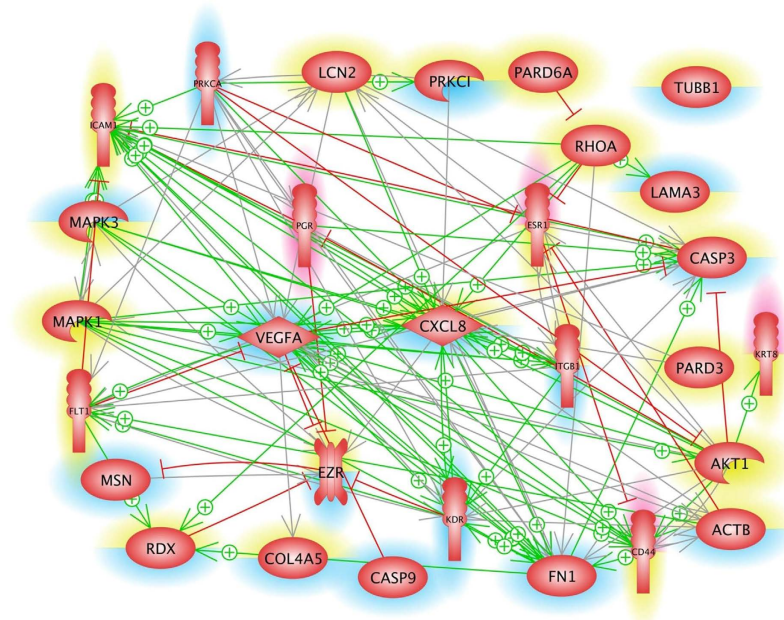 LCN2
PRKCA
PRKCI
PARD6A
TUBB1
ICAM1
RHOA
LAMA3
MAPK3
PGR
ESR1
CASP3
MAPK1
VEGFA
CXCL8
ITGB1
PARD3
KRT8
FLT1
MSN
EZR
AKT1
KDR
ACTB
RDX
COL4A5
CASP9
FN1
CD44